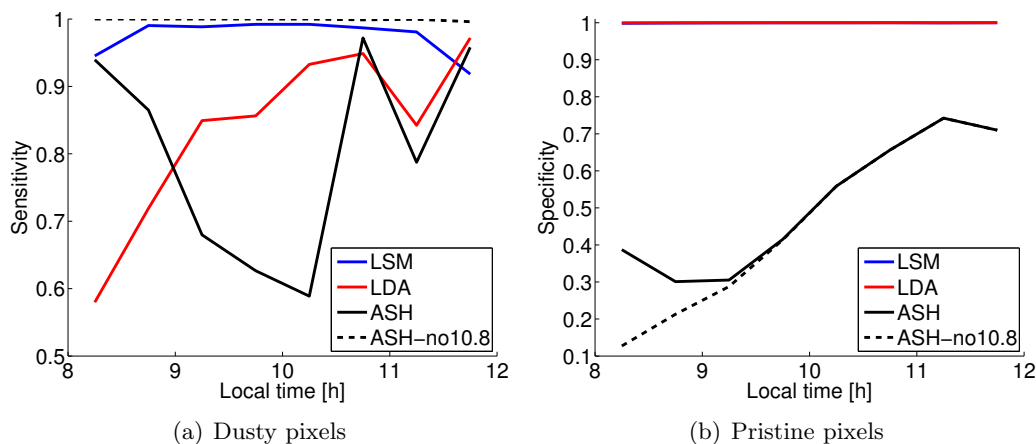 1
0.9
0.8
0.7
0.6
0.5
Sensitivity
LSM
LDA
ASH
ASH−no10.8
8
9
10
11
12
Local time [h]
(a) Dusty pixels
1
0.9
0.8
0.7
0.6
0.5
0.4
0.3
0.2
0.1
Specificity
LSM
LDA
ASH
ASH−no10.8
8
9
10
11
12
Local time [h]
(b) Pristine pixels